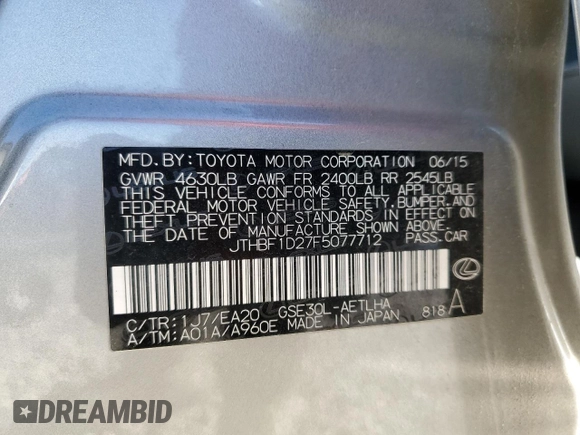 MFD.BY: TOYOTA MOTOR CORPORATION 06/15
GVWR 4630LB GAWR FR 2400LB RR 2545LB
THIS VEHICLE CONFORMS TO ALL APPLICABLE
FEDERAL MOTOR VEHICLE SAFETY, BUMPER, AND
THEFT PREVENTION STANDARDS IN EFFECT ON
THE DATE OF MANUFACTURE SHOWN ABOVE.
JTHBF1D27F5077712 PASS.CAR
C/TR: 1J7/EA20 GSE30L-AETLHA
A/TM: A01A/A960E MADE IN JAPAN 818A
DREAMBID